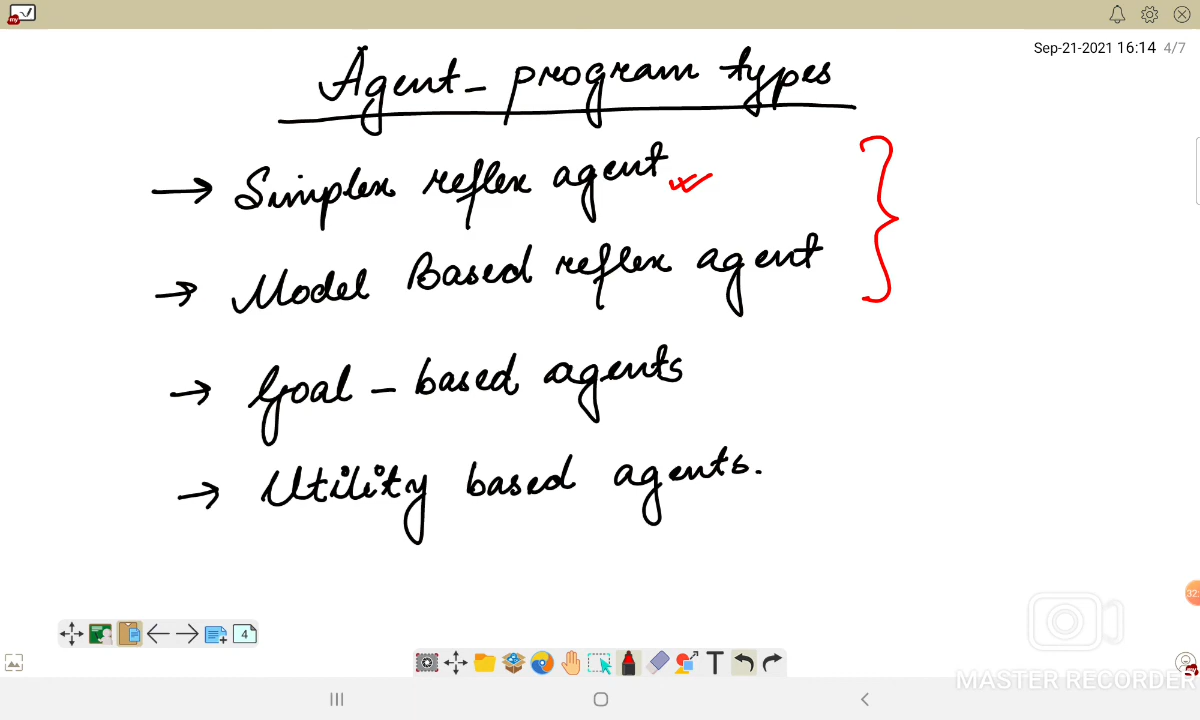 Sep-21-2021 16:14 4/7
Agent - program types
→ Simplex reflex agent
→ Model Based reflex agent
→ Goal - based agents
→ Utility based agents.
4
T
32
MASTER RECORDER